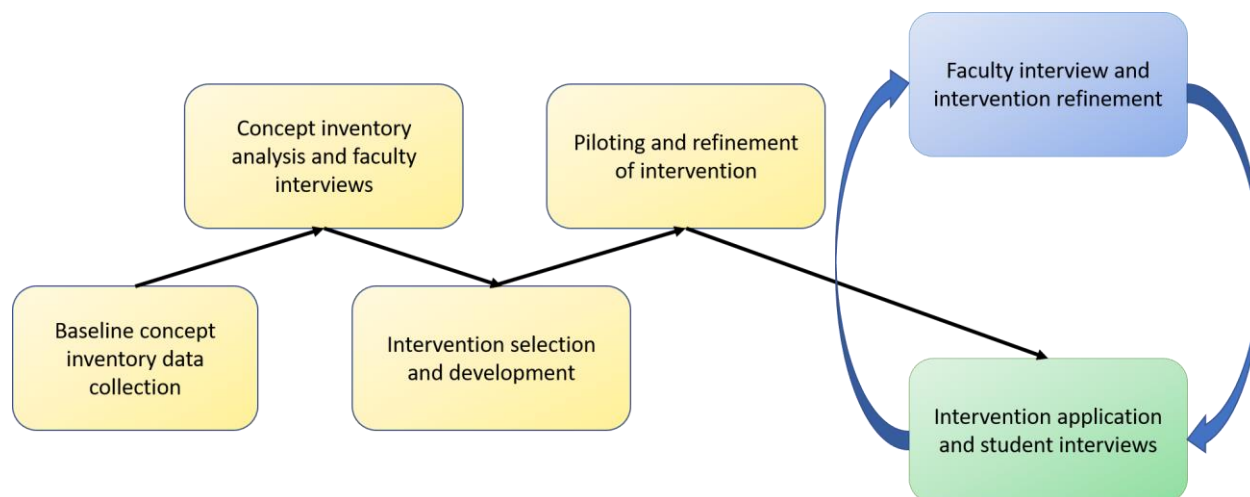 Faculty interview and
intervention refinement
Concept inventory
analysis and faculty
interviews
Piloting and refinement
of intervention
Baseline concept
inventory data
collection
Intervention selection
and development
Intervention application
and student interviews